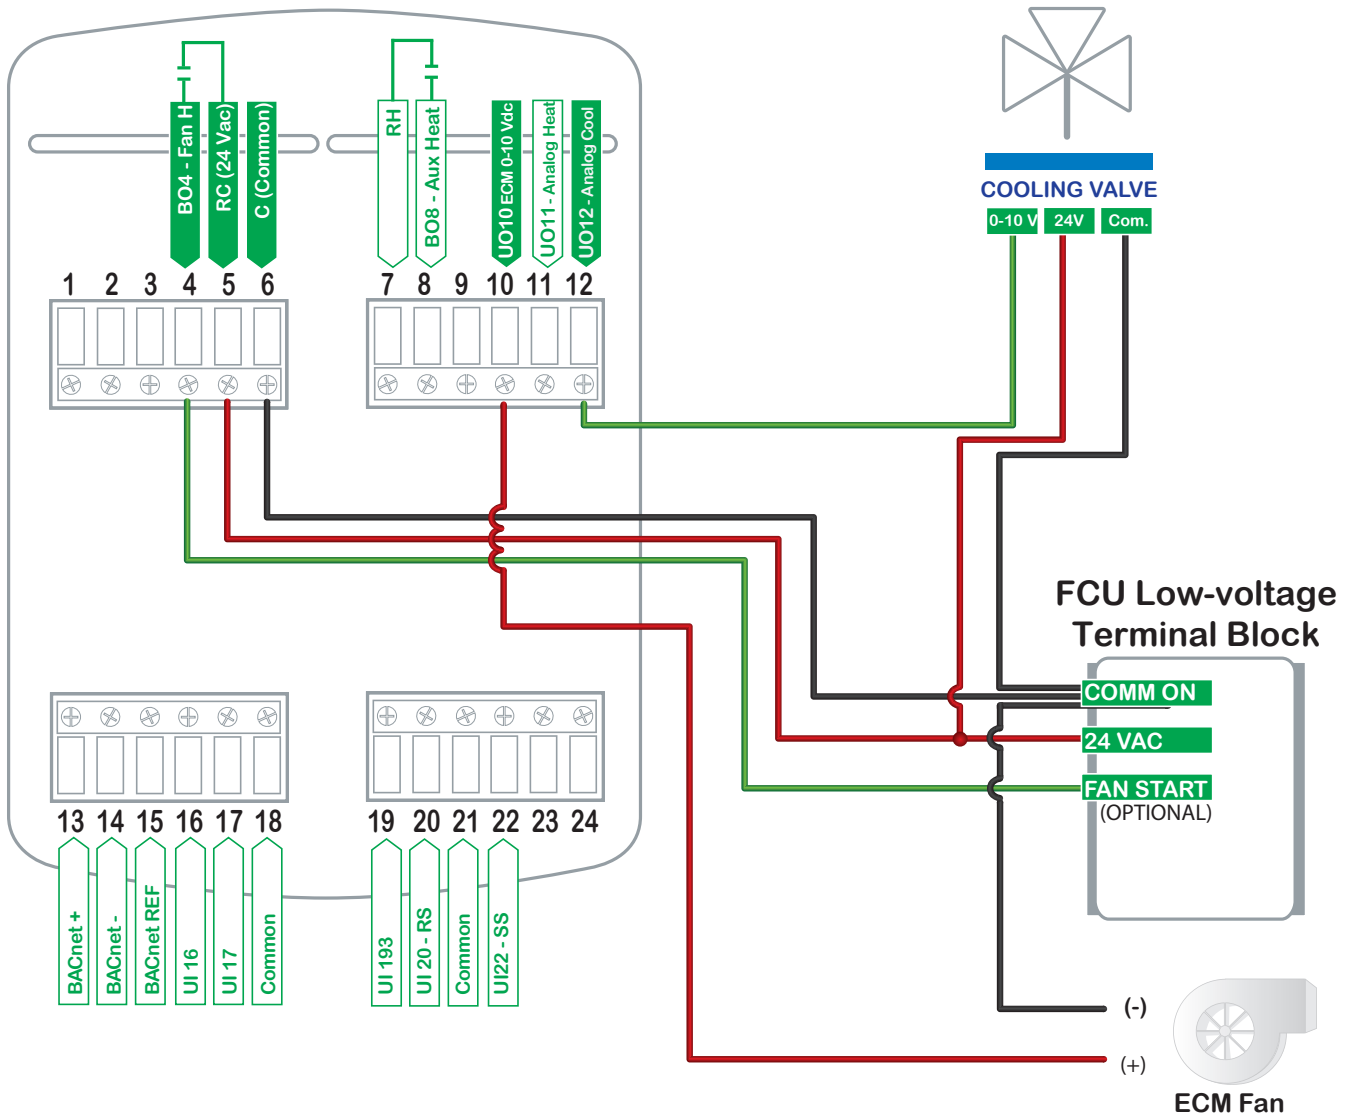 BO4 - Fan H
RC (24 Vac)
C (Common)
RH
BO8 - Aux Heat
UO10 ECM 0-10 Vdc
UO11 - Analog Heat
UO12 - Analog Cool
1 2 3 4 5 6
7 8 9 10 11 12
COOLING VALVE
0-10 V
24V
Com.
FCU Low-voltage
Terminal Block
COMM ON
24 VAC
FAN START
(OPTIONAL)
13 14 15 16 17 18
19 20 21 22 23 24
BACnet +
BACnet -
BACnet REF
UI 16
UI 17
Common
UI 193
UI 20 - RS
Common
UI22 - SS
(-)
(+)
ECM Fan